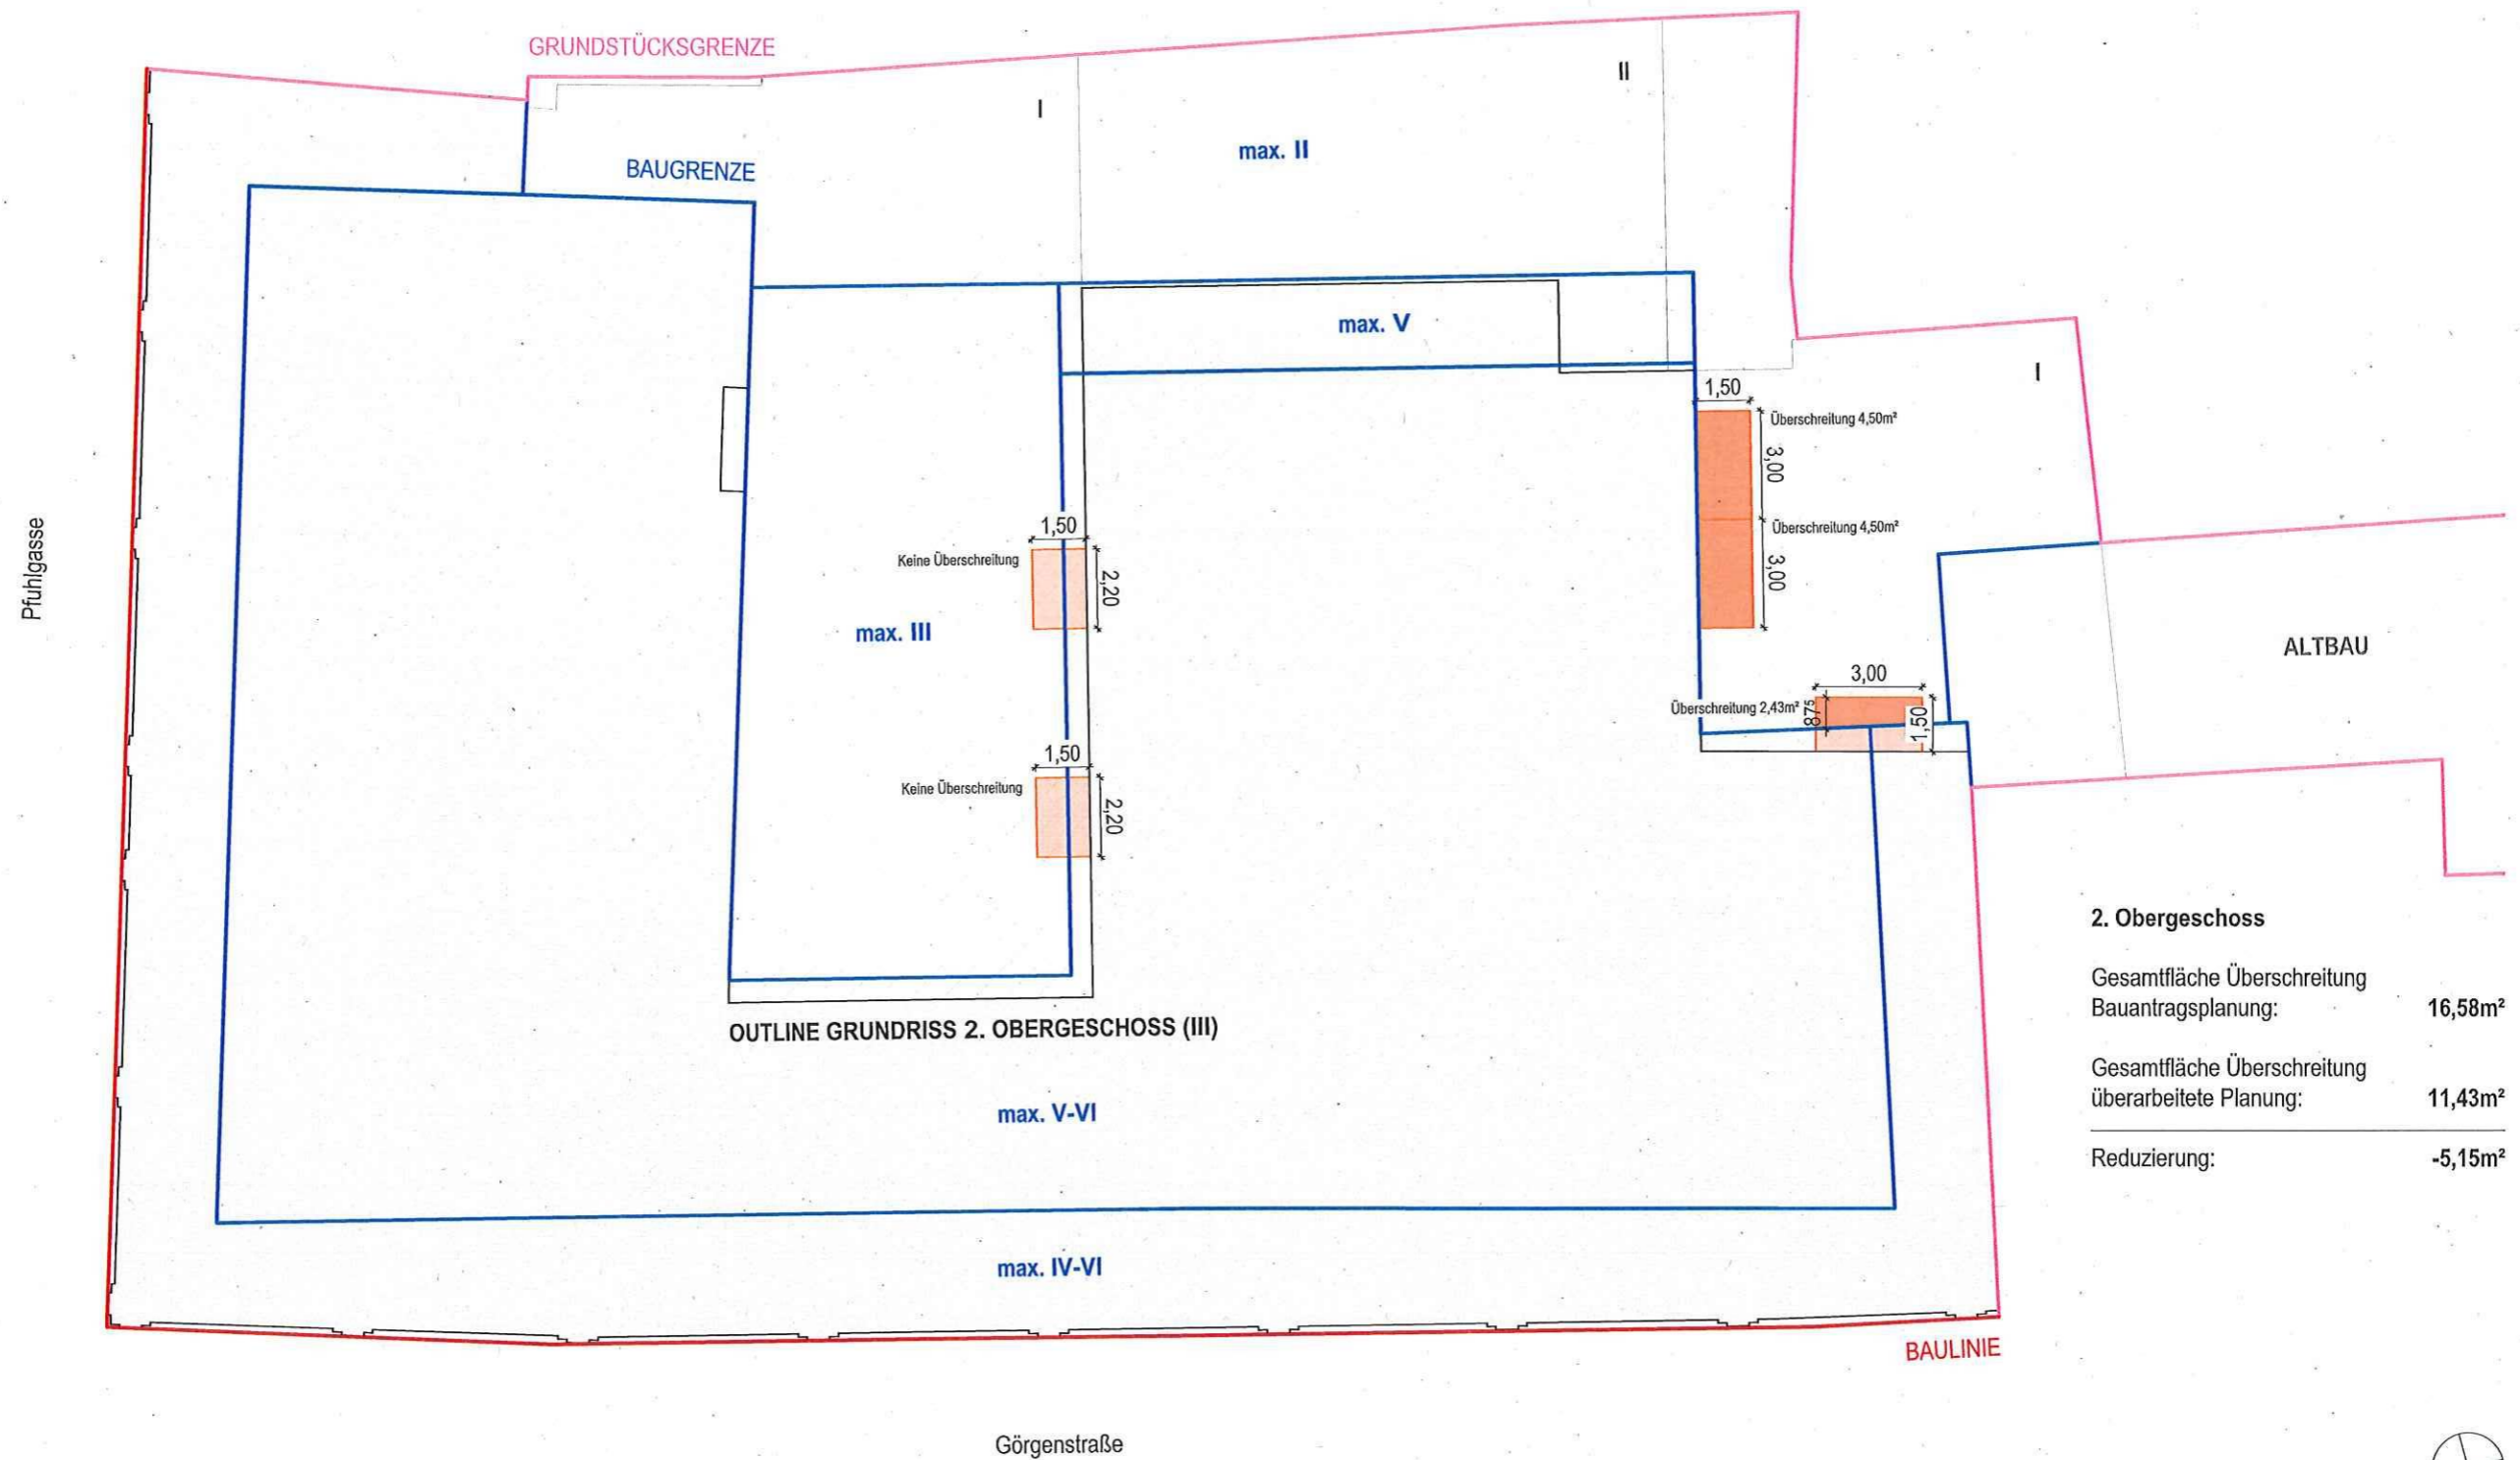 GRUNDSTÜCKSGRENZE
II
I
max. II
BAUGRENZE
max. V
I
1,50
Überschreitung 4,50m²
3,00
Überschreitung 4,50m²
3,00
1,50
Keine Überschreitung
2,20
Pfuhlgasse
max. III
ALTBAU
3,00
Überschreitung 2,43m²
87⁵
1,50
1,50
Keine Überschreitung
2,20
2. Obergeschoss
Gesamtfläche Überschreitung
Bauantragsplanung: 16,58m²
Gesamtfläche Überschreitung
überarbeitete Planung: 11,43m²
Reduzierung: -5,15m²
OUTLINE GRUNDRISS 2. OBERGESCHOSS (III)
max. V-VI
max. IV-VI
BAULINIE
Görgenstraße